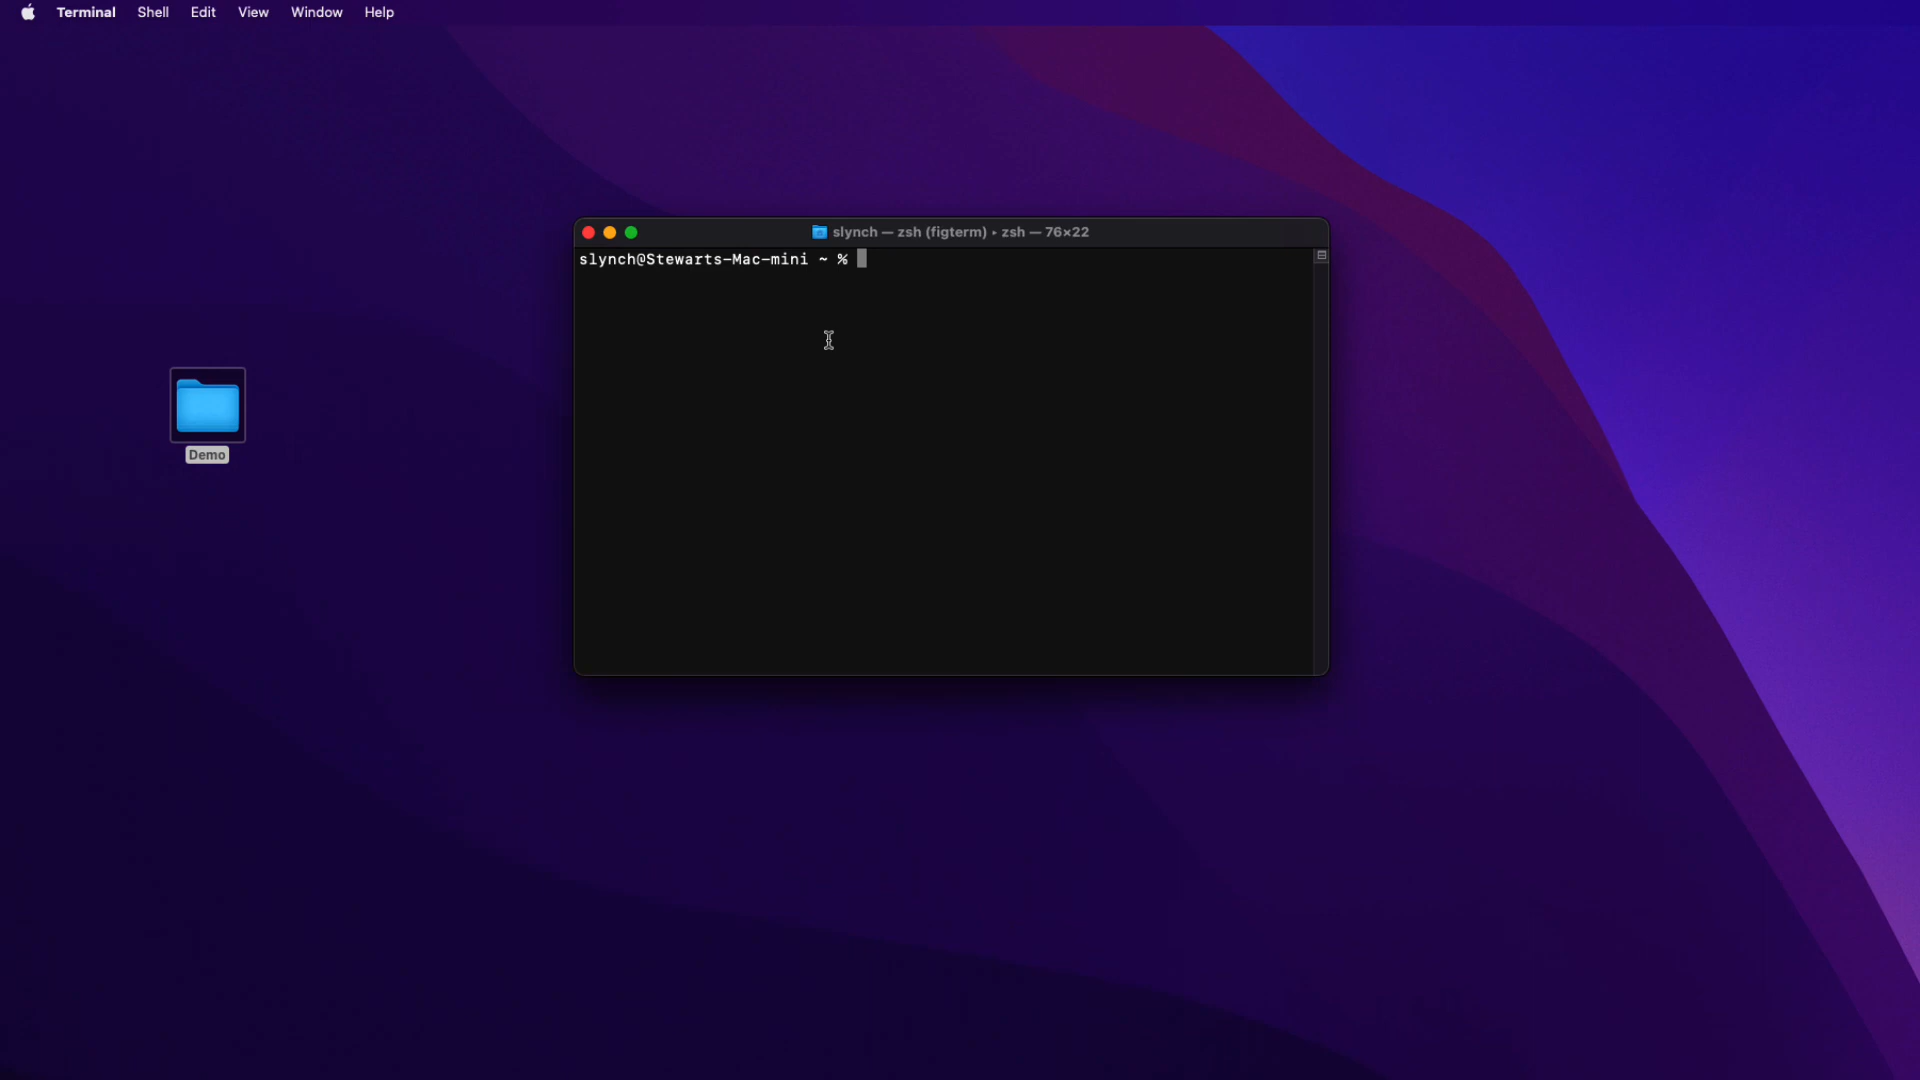 Terminal Shell Edit View Window Help
slynch — zsh (figterm) ‣ zsh — 76×22
slynch@Stewarts-Mac-mini ~ %
Demo